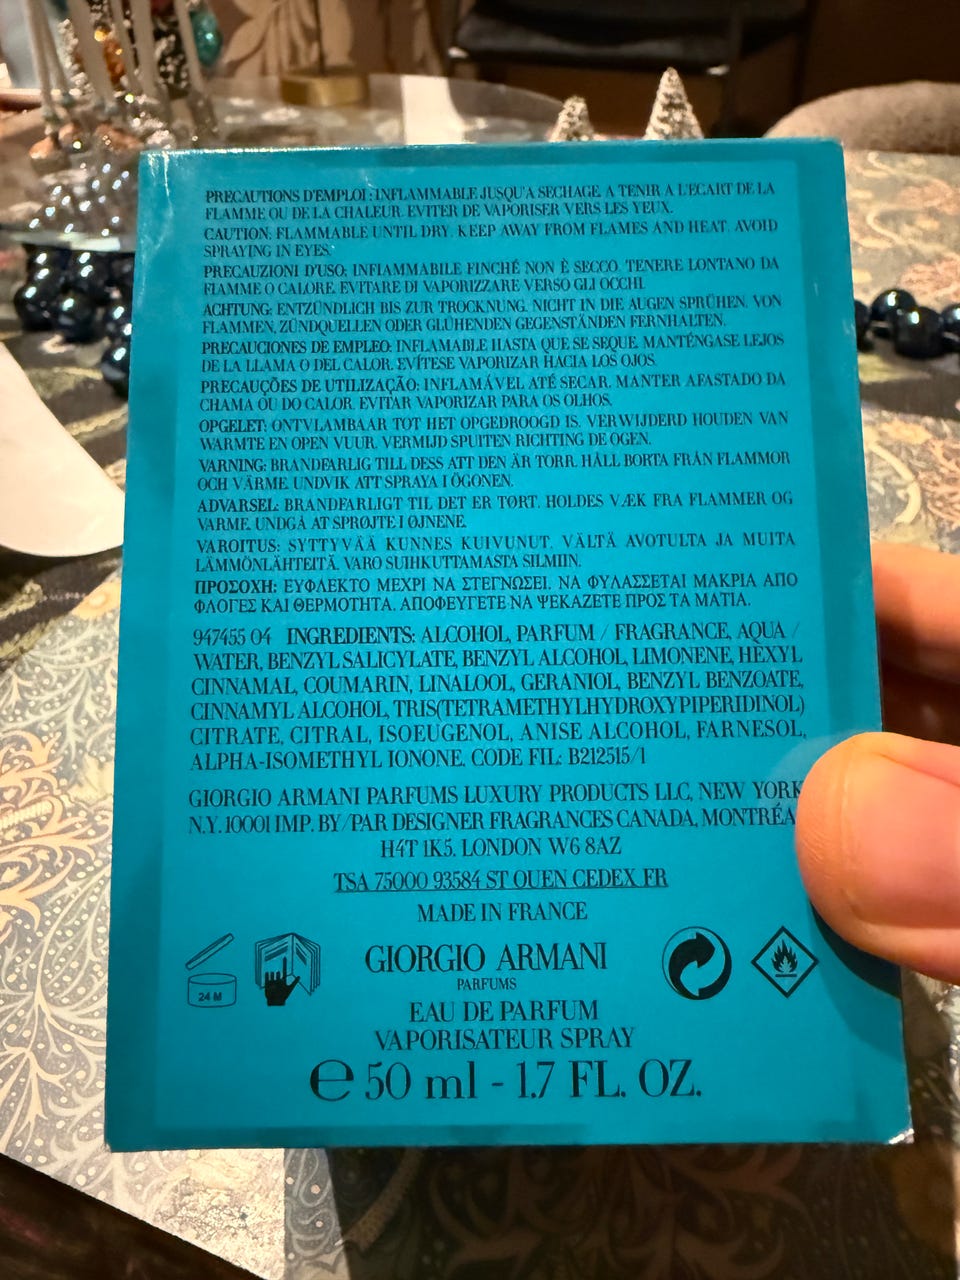 PRECAUTIONS D'EMPLOI : INFLAMMABLE JUSQU'A SECHAGE. A TENIR A L'ECART DE LA
FLAMME OU DE LA CHALEUR. EVITER DE VAPORISER VERS LES YEUX.
CAUTION: FLAMMABLE UNTIL DRY. KEEP AWAY FROM FLAMES AND HEAT. AVOID
SPRAYING IN EYES.
PRECAUZIONI D'USO: INFIAMMABILE FINCHÉ NON È SECCO. TENERE LONTANO DA
FIAMME O CALORE. EVITARE DI VAPORIZZARE VERSO GLI OCCHI.
ACHTUNG: ENTZÜNDLICH BIS ZUR TROCKNUNG. NICHT IN DIE AUGEN SPRÜHEN. VON
FLAMMEN, ZÜNDQUELLEN ODER GLÜHENDEN GEGENSTÄNDEN FERNHALTEN.
PRECAUCIONES DE EMPLEO: INFLAMABLE HASTA QUE SE SEQUE. MANTÉNGASE LEJOS
DE LA LLAMA O DEL CALOR. EVÍTESE VAPORIZAR HACIA LOS OJOS.
PRECAUÇÕES DE UTILIZAÇÃO: INFLAMÁVEL ATÉ SECAR. MANTER AFASTADO DA
CHAMA OU DO CALOR. EVITAR VAPORIZAR PARA OS OLHOS.
OPGELET: ONTVLAMBAAR TOT HET OPGEDROOGD IS. VERWIJDERD HOUDEN VAN
WARMTE EN OPEN VUUR. VERMIJD SPUITEN RICHTING DE OGEN.
VARNING: BRANDFARLIG TILL DESS ATT DEN ÄR TORR. HÅLL BORTA FRÅN FLAMMOR
OCH VÄRME. UNDVIK ATT SPRAYA I ÖGONEN.
ADVARSEL: BRANDFARLIGT TIL DET ER TØRT. HOLDES VÆK FRA FLAMMER OG
VARME. UNDGÅ AT SPRØJTE I ØJNENE.
VAROITUS: SYTTYVÄÄ KUNNES KUIVUNUT. VÄLTÄ AVOTULTA JA MUITA
LÄMMÖNLÄHTEITÄ. VARO SUIHKUTTAMASTA SILMIIN.
ΠΡΟΣΟΧΗ: ΕΥΦΛΕΚΤΟ ΜΕΧΡΙ ΝΑ ΣΤΕΓΝΩΣΕΙ. ΝΑ ΦΥΛΑΣΣΕΤΑΙ ΜΑΚΡΙΑ ΑΠΟ
ΦΛΟΓΕΣ ΚΑΙ ΘΕΡΜΟΤΗΤΑ. ΑΠΟΦΕΥΓΕΤΕ ΝΑ ΨΕΚΑΖΕΤΕ ΠΡΟΣ ΤΑ ΜΑΤΙΑ.
947455 04 INGREDIENTS: ALCOHOL, PARFUM / FRAGRANCE, AQUA /
WATER, BENZYL SALICYLATE, BENZYL ALCOHOL, LIMONENE, HEXYL
CINNAMAL, COUMARIN, LINALOOL, GERANIOL, BENZYL BENZOATE,
CINNAMYL ALCOHOL, TRIS(TETRAMETHYLHYDROXYPIPERIDINOL)
CITRATE, CITRAL, ISOEUGENOL, ANISE ALCOHOL, FARNESOL,
ALPHA-ISOMETHYL IONONE. CODE FIL: B212515/1
GIORGIO ARMANI PARFUMS LUXURY PRODUCTS LLC, NEW YORK
N.Y. 10001 IMP. BY/PAR DESIGNER FRAGRANCES CANADA, MONTRÉA
H4T 1K5. LONDON W6 8AZ
TSA 75000 93584 ST OUEN CEDEX FR
MADE IN FRANCE
24 M
GIORGIO ARMANI
PARFUMS
EAU DE PARFUM
VAPORISATEUR SPRAY
℮ 50 ml - 1.7 FL. OZ.